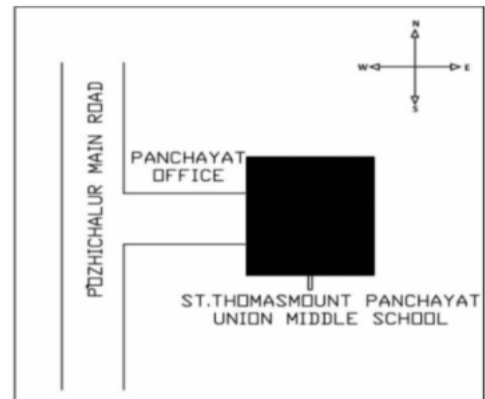 N
W E
S
POZHICHALUR MAIN ROAD
PANCHAYAT
OFFICE
ST.THOMASMOUNT PANCHAYAT
UNION MIDDLE SCHOOL